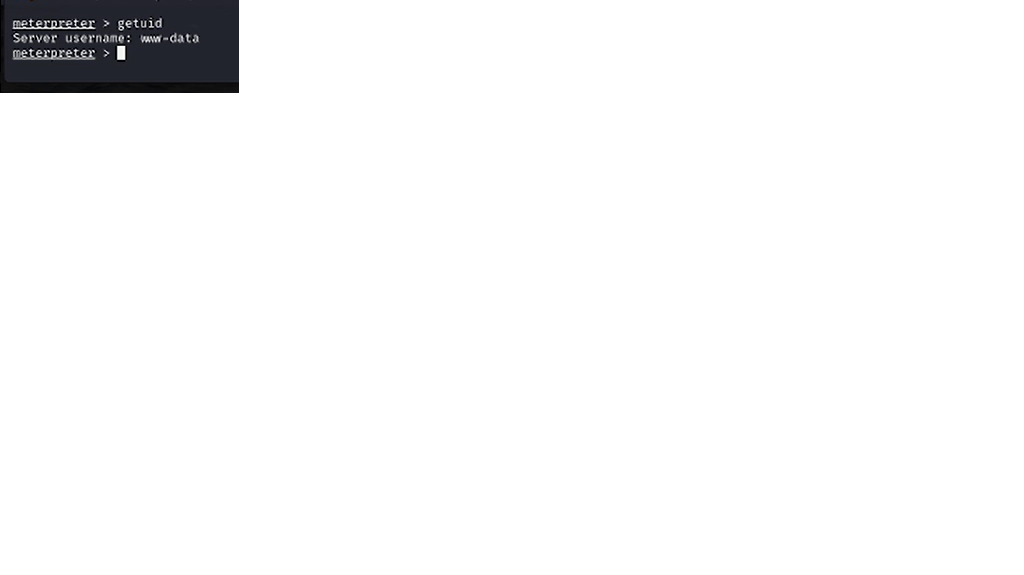 meterpreter > getuid
Server username: www-data
meterpreter >